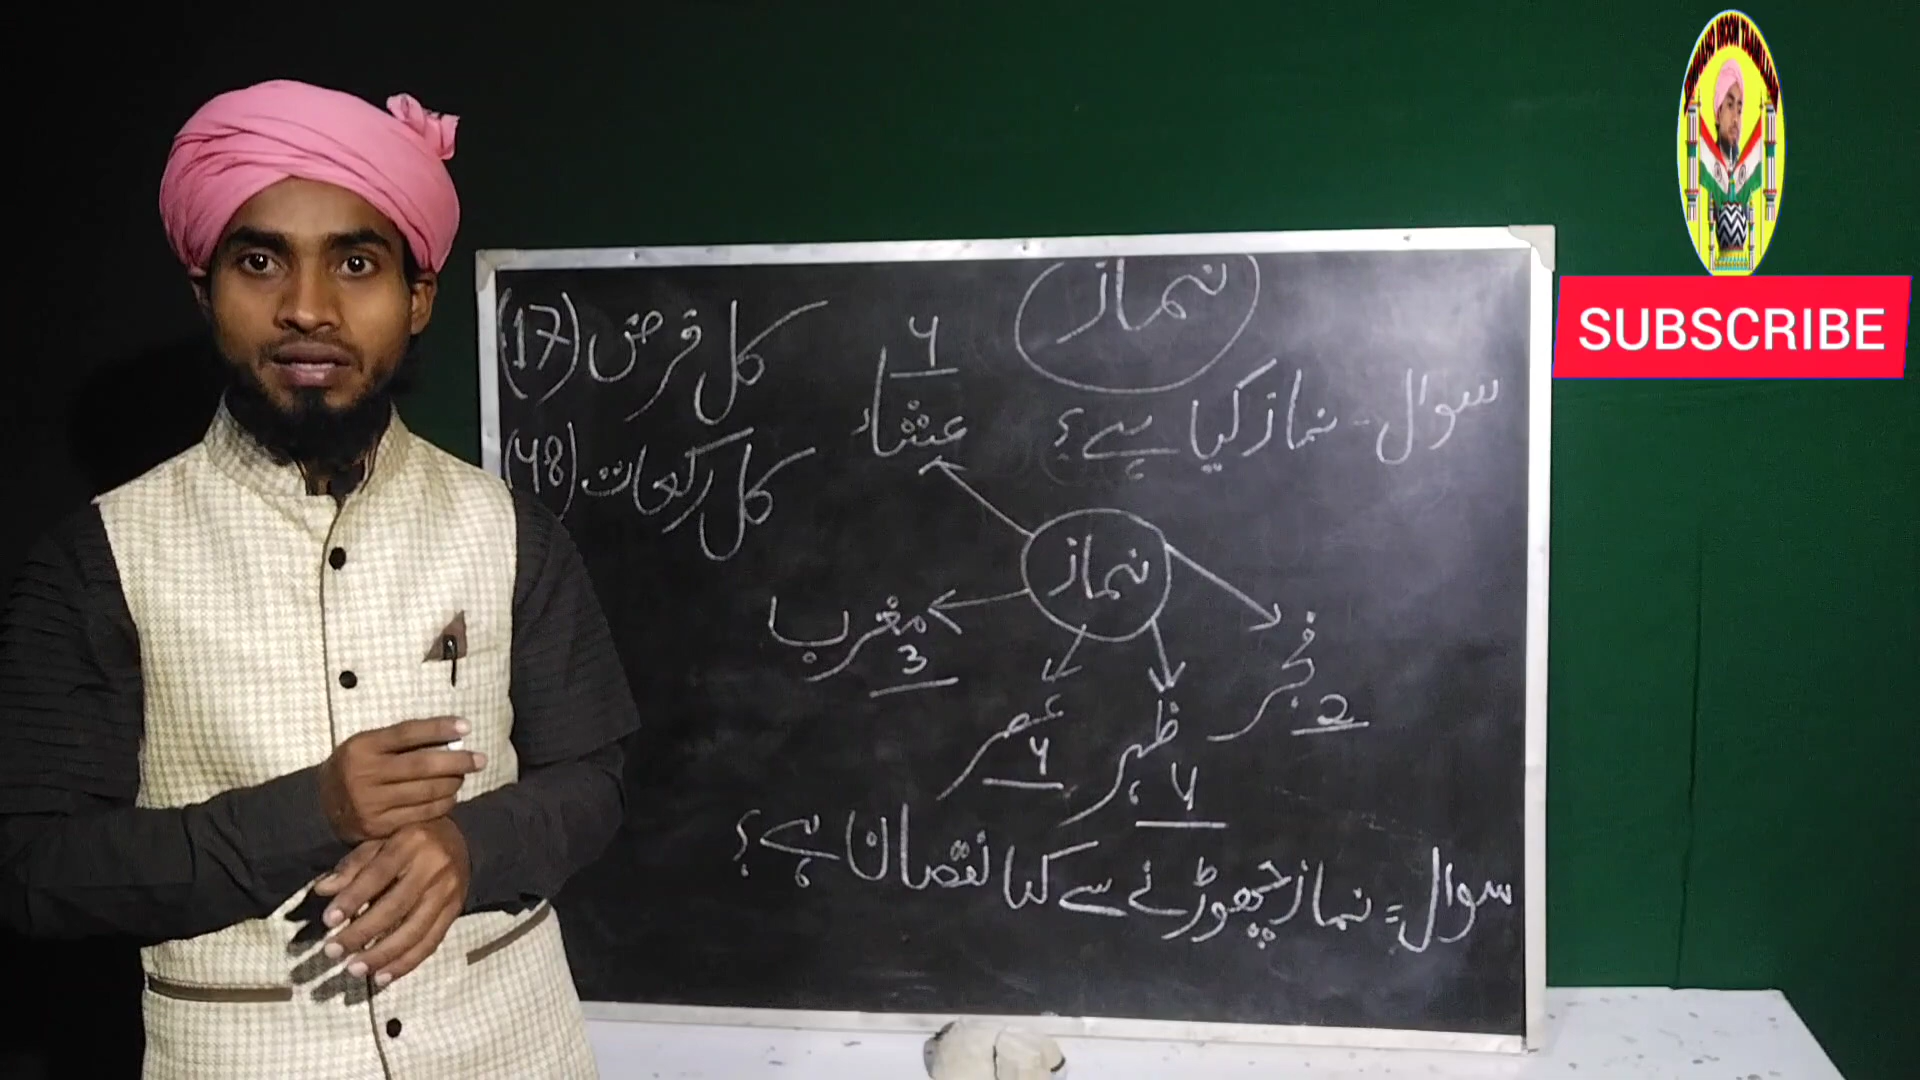 نماز
سوال - نماز کیا ہے؟
کل فرض (17)
کل رکعات (48)
4
عشاء
نماز
مغرب
3
فجر
2
ظہر
4
عصر
4
سوال = نماز چھوڑنے سے کیا نقصان ہے؟
SUBSCRIBE